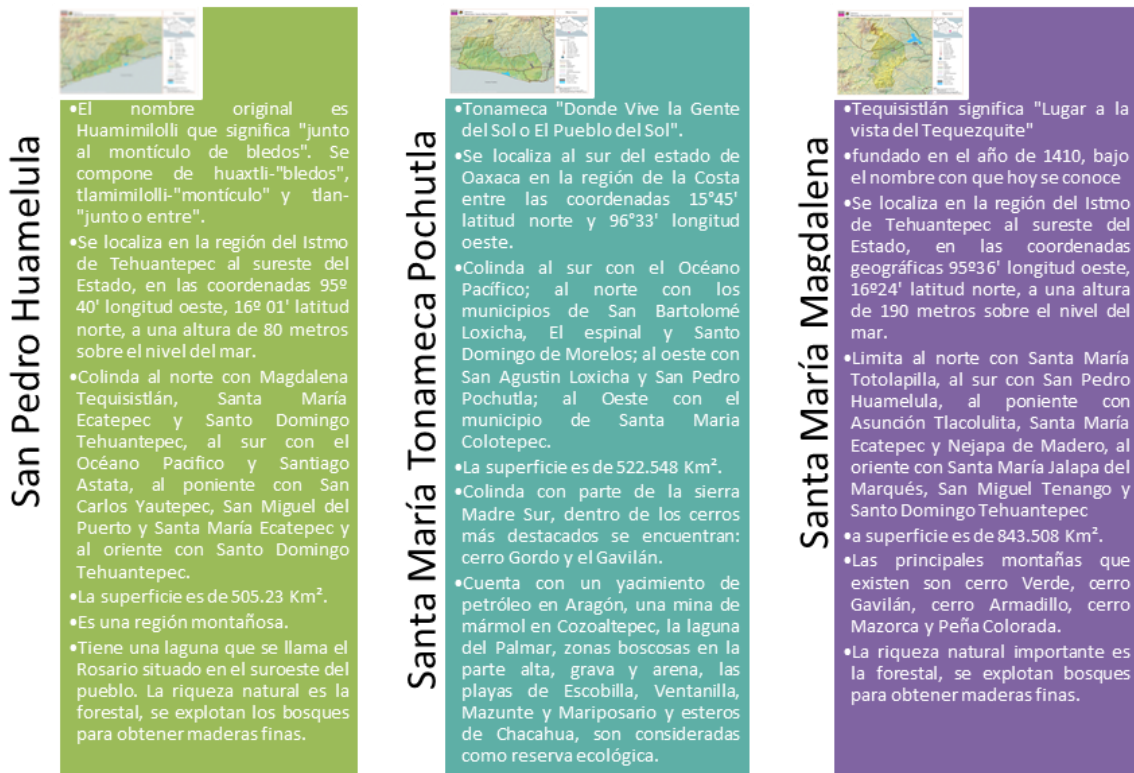 San Pedro Huamelula
•El nombre original es
Huamimilolli que significa "junto
al montículo de bledos". Se
compone de huaxtli-"bledos",
tlamimilolli-"montículo" y tlan-
"junto o entre".
•Se localiza en la región del Istmo
de Tehuantepec al sureste del
Estado, en las coordenadas 95º
40' longitud oeste, 16º 01' latitud
norte, a una altura de 80 metros
sobre el nivel del mar.
•Colinda al norte con Magdalena
Tequisistlán, Santa María
Ecatepec y Santo Domingo
Tehuantepec, al sur con el
Océano Pacifico y Santiago
Astata, al poniente con San
Carlos Yautepec, San Miguel del
Puerto y Santa María Ecatepec y
al oriente con Santo Domingo
Tehuantepec.
•La superficie es de 505.23 Km².
•Es una región montañosa.
•Tiene una laguna que se llama el
Rosario situado en el suroeste del
pueblo. La riqueza natural es la
forestal, se explotan los bosques
para obtener maderas finas.
Santa María Tonameca Pochutla
•Tonameca "Donde Vive la Gente
del Sol o El Pueblo del Sol".
•Se localiza al sur del estado de
Oaxaca en la región de la Costa
entre las coordenadas 15°45'
latitud norte y 96°33' longitud
oeste.
•Colinda al sur con el Océano
Pacífico; al norte con los
municipios de San Bartolomé
Loxicha, El espinal y Santo
Domingo de Morelos; al oeste con
San Agustin Loxicha y San Pedro
Pochutla; al Oeste con el
municipio de Santa Maria
Colotepec.
•La superficie es de 522.548 Km².
•Colinda con parte de la sierra
Madre Sur, dentro de los cerros
más destacados se encuentran:
cerro Gordo y el Gavilán.
•Cuenta con un yacimiento de
petróleo en Aragón, una mina de
mármol en Cozoaltepec, la laguna
del Palmar, zonas boscosas en la
parte alta, grava y arena, las
playas de Escobilla, Ventanilla,
Mazunte y Mariposario y esteros
de Chacahua, son consideradas
como reserva ecológica.
Santa María Magdalena
•Tequisistlán significa "Lugar a la
vista del Tequezquite"
•fundado en el año de 1410, bajo
el nombre con que hoy se conoce
•Se localiza en la región del Istmo
de Tehuantepec al sureste del
Estado, en las coordenadas
geográficas 95º36' longitud oeste,
16º24' latitud norte, a una altura
de 190 metros sobre el nivel del
mar.
•Limita al norte con Santa María
Totolapilla, al sur con San Pedro
Huamelula, al poniente con
Asunción Tlacolulita, Santa María
Ecatepec y Nejapa de Madero, al
oriente con Santa María Jalapa del
Marqués, San Miguel Tenango y
Santo Domingo Tehuantepec
•a superficie es de 843.508 Km².
•Las principales montañas que
existen son cerro Verde, cerro
Gavilán, cerro Armadillo, cerro
Mazorca y Peña Colorada.
•La riqueza natural importante es
la forestal, se explotan bosques
para obtener maderas finas.